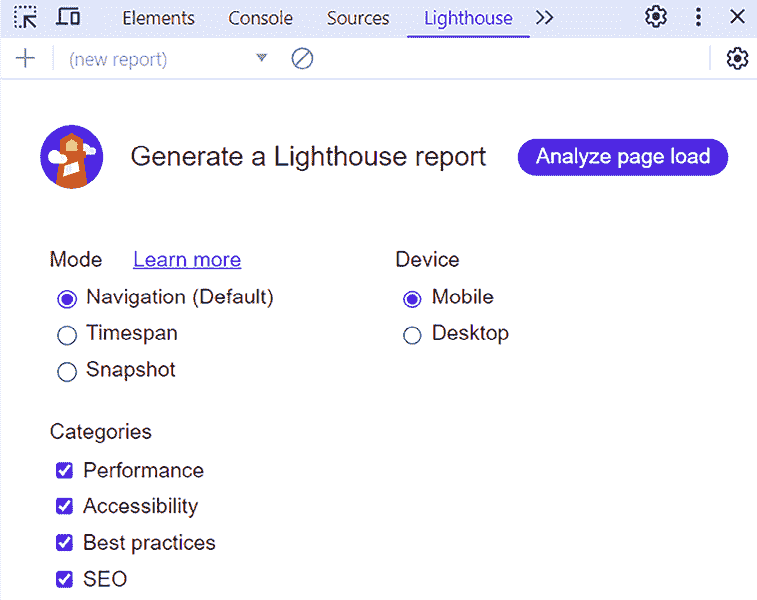 Elements Console Sources Lighthouse
(new report)
Generate a Lighthouse report Analyze page load
Mode Learn more
Navigation (Default)
Timespan
Snapshot
Device
Mobile
Desktop
Categories
Performance
Accessibility
Best practices
SEO